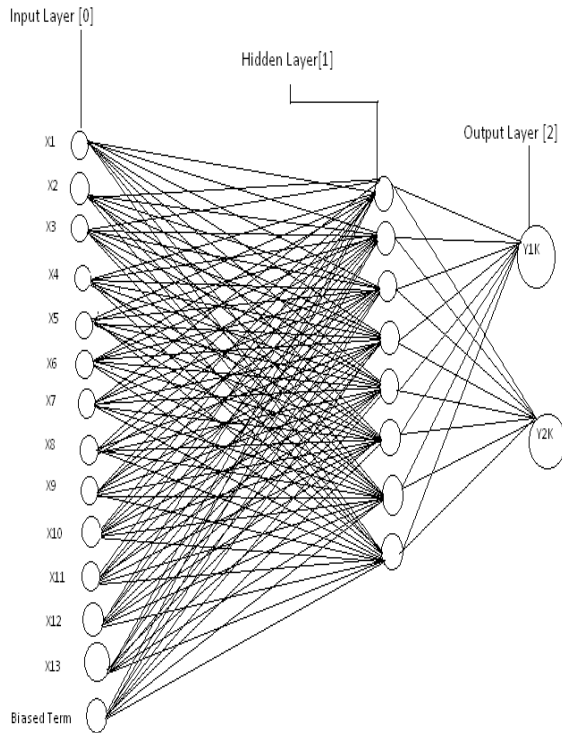 Input Layer [0]
Hidden Layer[1]
Output Layer [2]
X1
X2
X3
X4
X5
X6
X7
X8
X9
X10
X11
X12
X13
Biased Term
Y1K
Y2K